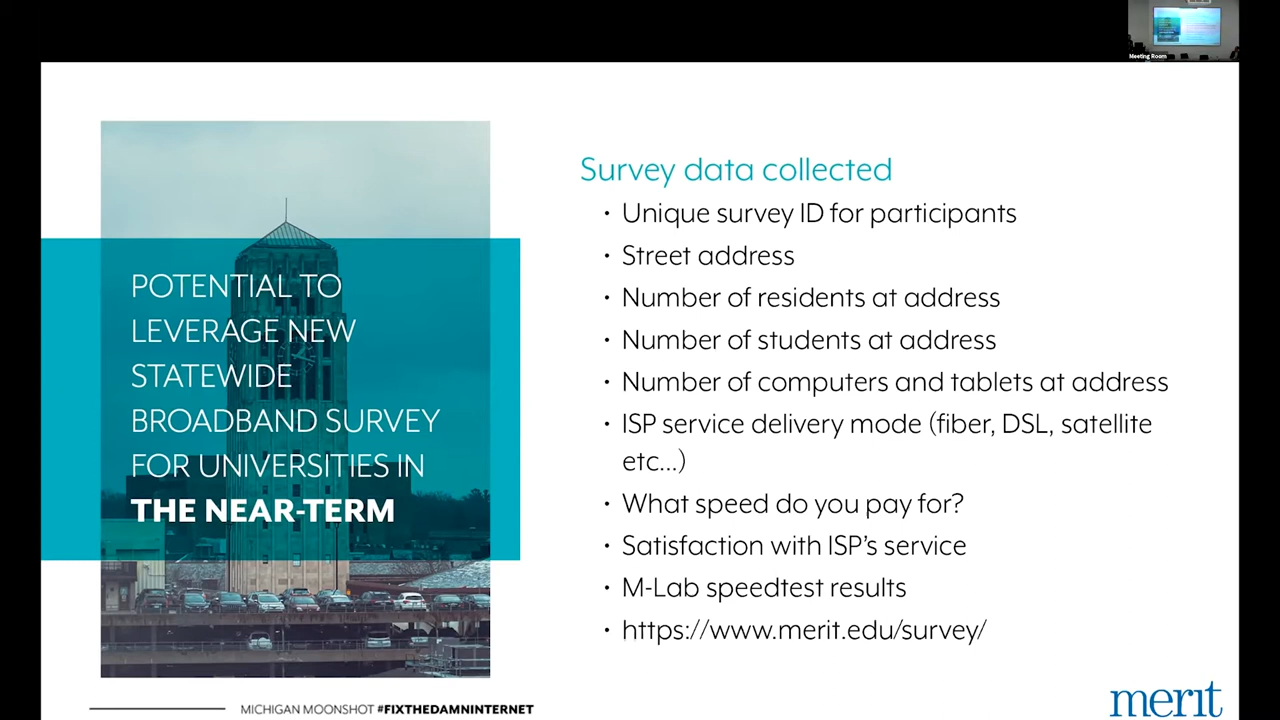 Meeting Room
POTENTIAL TO
LEVERAGE NEW
STATEWIDE
BROADBAND SURVEY
FOR UNIVERSITIES IN
THE NEAR-TERM
Survey data collected
• Unique survey ID for participants
• Street address
• Number of residents at address
• Number of students at address
• Number of computers and tablets at address
• ISP service delivery mode (fiber, DSL, satellite
etc...)
• What speed do you pay for?
• Satisfaction with ISP's service
• M-Lab speedtest results
• https://www.merit.edu/survey/
MICHIGAN MOONSHOT #FIXTHEDAMNINTERNET
merit